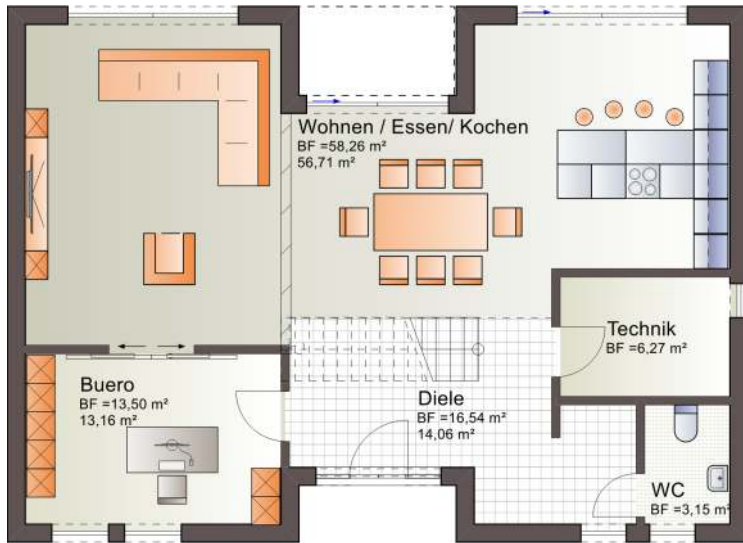 Wohnen / Essen/ Kochen
BF =58,26 m²
56,71 m²
Technik
BF =6,27 m²
Buero
BF =13,50 m²
13,16 m²
Diele
BF =16,54 m²
14,06 m²
WC
BF =3,15 m²